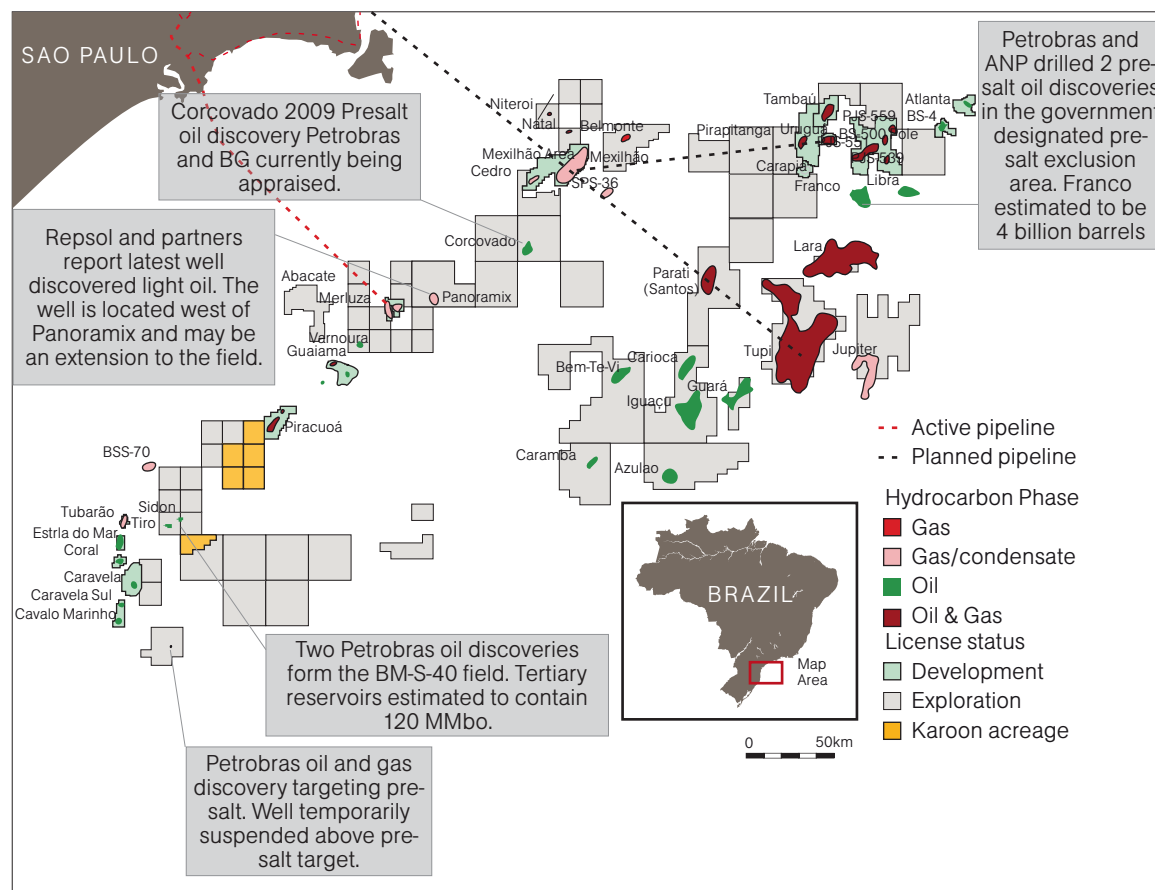 SAO PAULO
Corcovado 2009 Presalt
oil discovery Petrobras
and BG currently being
appraised.
Petrobras and
ANP drilled 2 pre-
salt oil discoveries
in the government
designated pre-
salt exclusion
area. Franco
estimated to be
4 billion barrels
Repsol and partners
report latest well
discovered light oil. The
well is located west of
Panoramix and may be
an extension to the field.
Niteroi
Natal
Belmonte
Mexilhão Area
Mexilhão
Cedro
SPS-36
Pirapitanga
Tambaú
Uruguá
PJS-559
BS-500
Pole
Atlanta
BS-4
Carapia
Franco
Libra
Corcovado
Panoramix
Abacate
Merluza
Vernoura
Guaiama
Parati
(Santos)
Lara
Tupi
Jupiter
Bem-Te-Vi
Carioca
Iguaçu
Guará
Caramba
Azulao
Piracuoá
BSS-70
Tubarão
Sidon
Tiro
Estrla do Mar
Coral
Caravela
Caravela Sul
Cavalo Marinho
Two Petrobras oil discoveries
form the BM-S-40 field. Tertiary
reservoirs estimated to contain
120 MMbo.
Petrobras oil and gas
discovery targeting pre-
salt. Well temporarily
suspended above pre-
salt target.
BRAZIL
Map
Area
0 50km
Active pipeline
Planned pipeline
Hydrocarbon Phase
Gas
Gas/condensate
Oil
Oil & Gas
License status
Development
Exploration
Karoon acreage